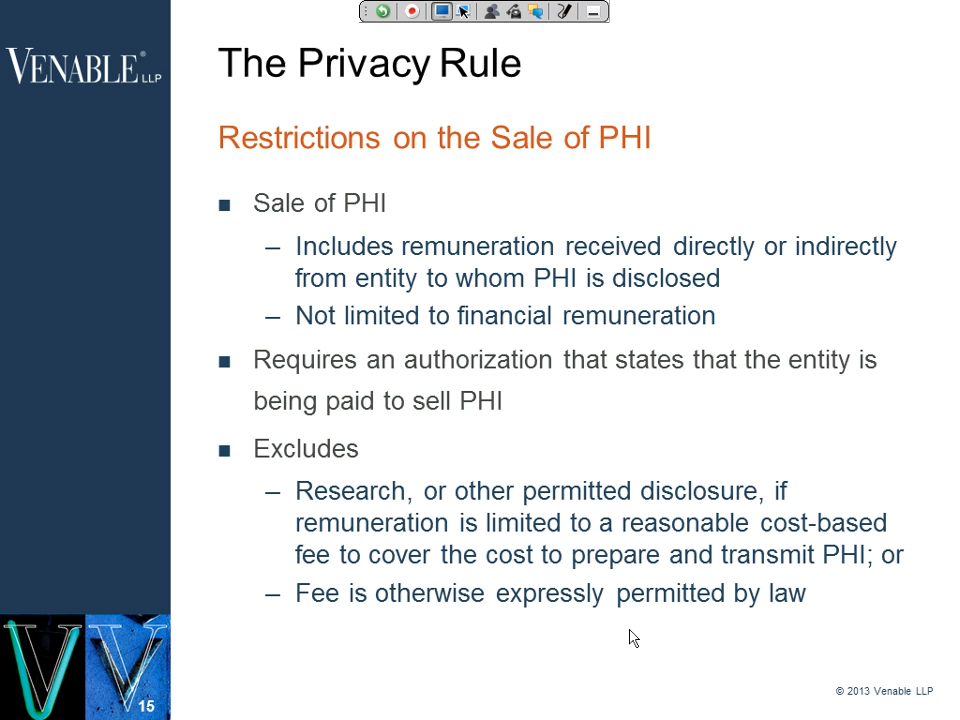 VENABLE® LLP
The Privacy Rule
Restrictions on the Sale of PHI
■ Sale of PHI
– Includes remuneration received directly or indirectly
from entity to whom PHI is disclosed
– Not limited to financial remuneration
■ Requires an authorization that states that the entity is
being paid to sell PHI
■ Excludes
– Research, or other permitted disclosure, if
remuneration is limited to a reasonable cost-based
fee to cover the cost to prepare and transmit PHI; or
– Fee is otherwise expressly permitted by law
15
© 2013 Venable LLP